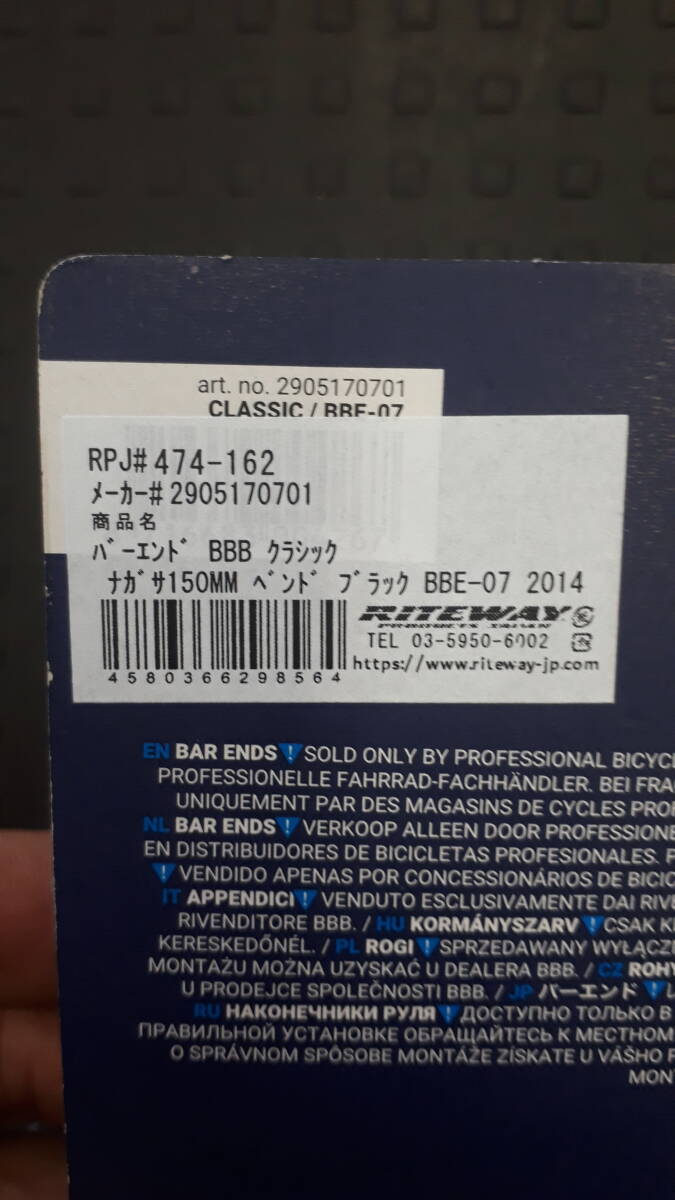 art. no. 2905170701
CLASSIC / BBE-07
RPJ# 474-162
ﾒｰｶｰ# 2905170701
商品名
ﾊﾞｰｴﾝﾄﾞ BBB ｸﾗｼｯｸ
ﾅｶﾞｻ150MM ﾍﾞﾝﾄﾞ ﾌﾞﾗｯｸ BBE-07 2014
RITEWAY
PRODUCTS JAPAN
TEL 03-5950-6002
4580366298564
https://www.riteway-jp.com
EN BAR ENDS ! SOLD ONLY BY PROFESSIONAL BICYC
PROFESSIONELLE FAHRRAD-FACHHÄNDLER. BEI FRA
UNIQUEMENT PAR DES MAGASINS DE CYCLES PRO
NL BAR ENDS ! VERKOOP ALLEEN DOOR PROFESSIONE
EN DISTRIBUIDORES DE BICICLETAS PROFESIONALES. P
! VENDIDO APENAS POR CONCESSIONÁRIOS DE BICIC
IT APPENDICI ! VENDUTO ESCLUSIVAMENTE DAI RIVE
RIVENDITORE BBB. / HU KORMÁNYSZARV ! CSAK K
KERESKEDŐNÉL. / PL ROGI ! SPRZEDAWANY WYŁĄCZ
MONTAŻU MOŻNA UZYSKAĆ U DEALERA BBB. / CZ ROHY
U PRODEJCE SPOLEČNOSTI BBB. / JP バーエンド !
RU НАКОНЕЧНИКИ РУЛЯ ! ДОСТУПНО ТОЛЬКО В
ПРАВИЛЬНОЙ УСТАНОВКЕ ОБРАЩАЙТЕСЬ К МЕСТНОМ
O SPRÁVNOM SPÔSOBE MONTÁŽE ZÍSKATE U VÁŠHO P
MON